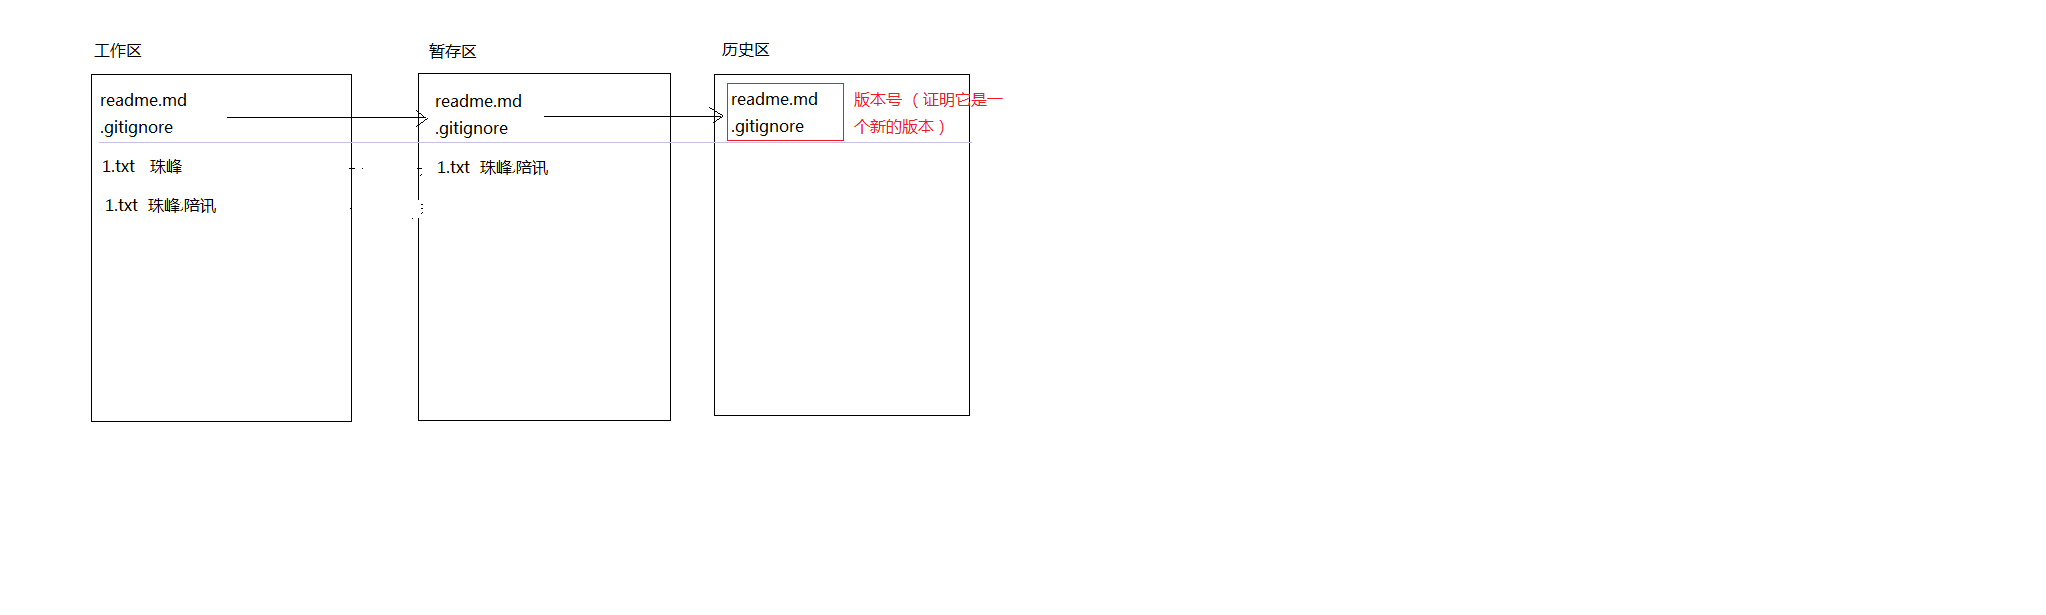 工作区
readme.md
.gitignore
1.txt 珠峰
1.txt 珠峰陪讯
暂存区
readme.md
.gitignore
1.txt 珠峰陪讯
历史区
readme.md
.gitignore
版本号（证明它是一
个新的版本）